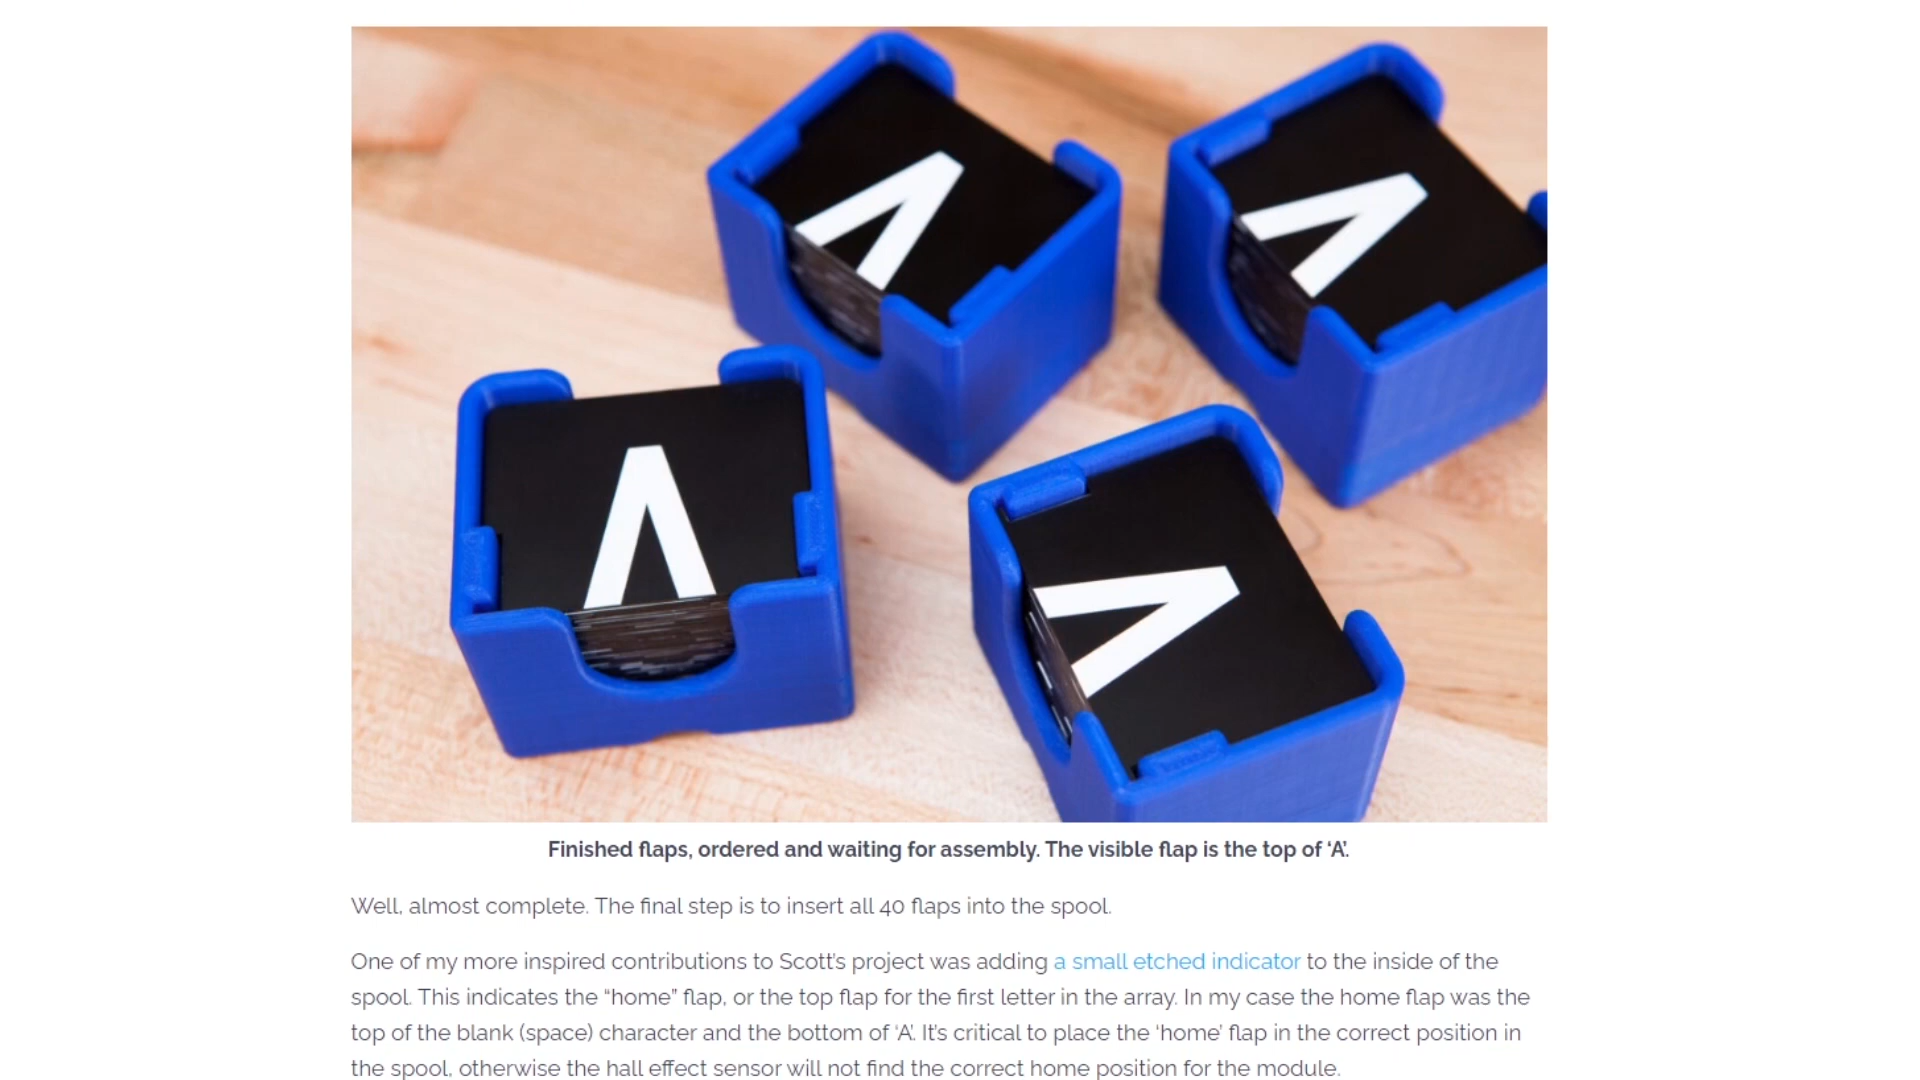 Finished flaps, ordered and waiting for assembly. The visible flap is the top of ‘A’.
Well, almost complete. The final step is to insert all 40 flaps into the spool.
One of my more inspired contributions to Scott’s project was adding a small etched indicator to the inside of the
spool. This indicates the “home” flap, or the top flap for the first letter in the array. In my case the home flap was the
top of the blank (space) character and the bottom of ‘A’. It’s critical to place the ‘home’ flap in the correct position in
the spool, otherwise the hall effect sensor will not find the correct home position for the module.